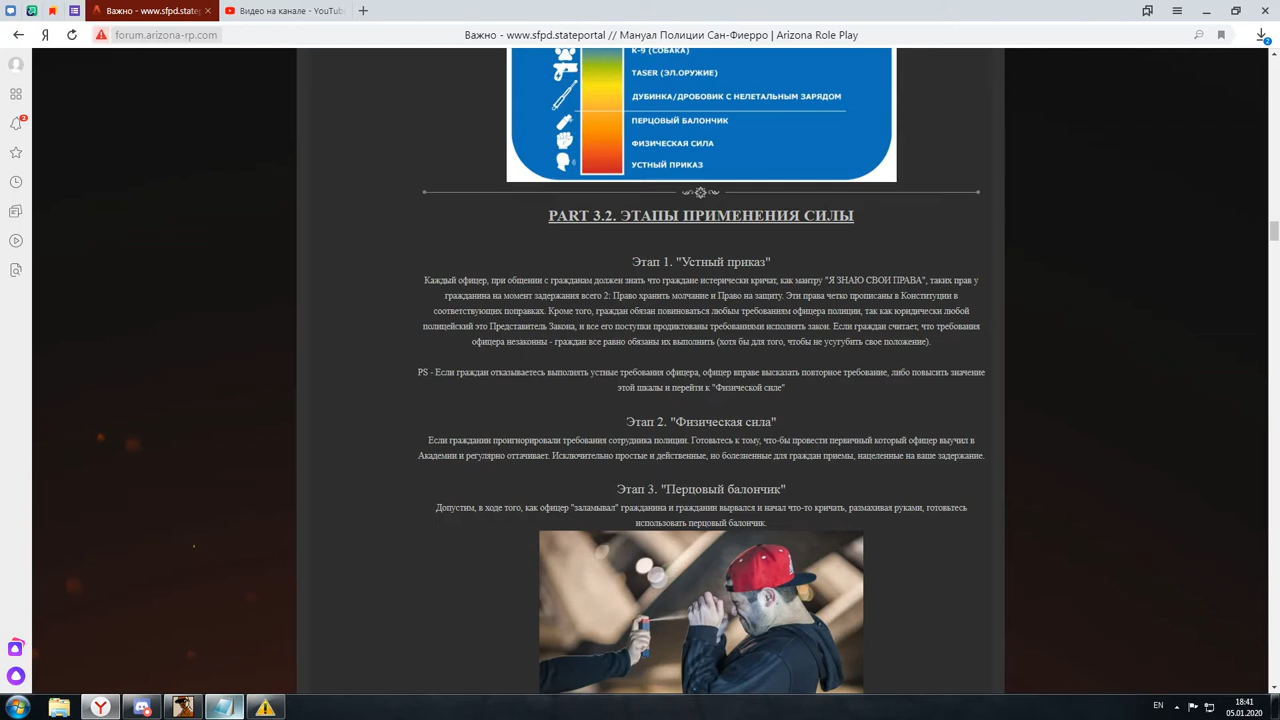 Важно - www.sfpd.statep
Видео на канале - YouTub
forum.arizona-rp.com
Важно - www.sfpd.stateportal // Мануал Полиции Сан-Фиерро | Arizona Role Play
2
К-9 (СОБАКА)
TASER (ЭЛ.ОРУЖИЕ)
ДУБИНКА/ДРОБОВИК С НЕЛЕТАЛЬНЫМ ЗАРЯДОМ
ПЕРЦОВЫЙ БАЛОНЧИК
ФИЗИЧЕСКАЯ СИЛА
УСТНЫЙ ПРИКАЗ
PART 3.2. ЭТАПЫ ПРИМЕНЕНИЯ СИЛЫ
Этап 1. "Устный приказ"
Каждый офицер, при общении с гражданам должен знать что граждане истерически кричат, как мантру "Я ЗНАЮ СВОИ ПРАВА", таких прав у
гражданина на момент задержания всего 2: Право хранить молчание и Право на защиту. Эти права четко прописаны в Конституции в
соответствующих поправках. Кроме того, граждан обязан повиноваться любым требованиям офицера полиции, так как юридически любой
полицейский это Представитель Закона, и все его поступки продиктованы требованиями исполнять закон. Если граждан считает, что требования
офицера незаконны - граждан все равно обязаны их выполнить (хотя бы для того, чтобы не усугубить свое положение).
PS - Если граждан отказываетесь выполнять устные требования офицера, офицер вправе высказать повторное требование, либо повысить значение
этой шкалы и перейти к "Физической силе"
Этап 2. "Физическая сила"
Если гражданин проигнорировали требования сотрудника полиции. Готовьтесь к тому, что-бы провести первичный который офицер выучил в
Академии и регулярно оттачивает. Исключительно простые и действенные, но болезненные для граждан приемы, нацеленные на ваше задержание.
Этап 3. "Перцовый балончик"
Допустим, в ходе того, как офицер "заламывал" гражданина и гражданин вырвался и начал что-то кричать, размахивая руками, готовьтесь
использовать перцовый балончик.
EN
18:41
05.01.2020